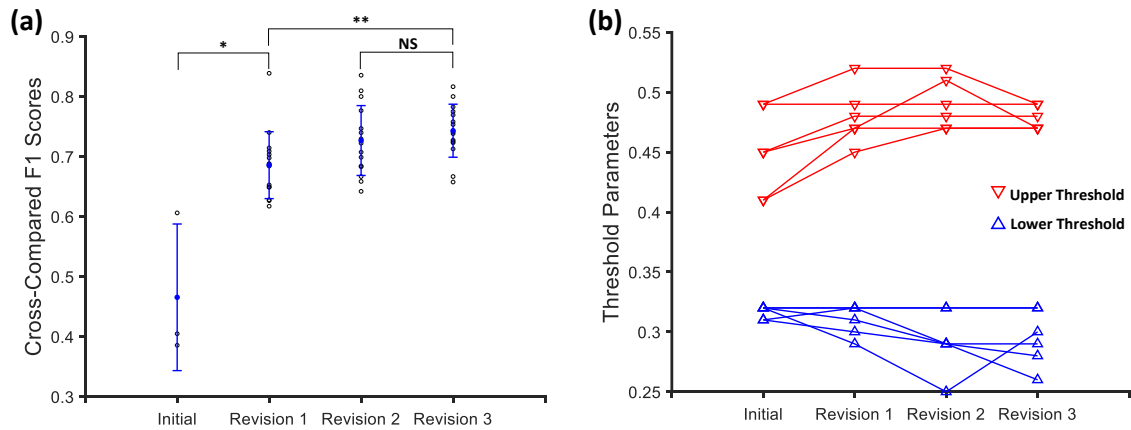 (a)
Cross-Compared F1 Scores
0.9
0.8
0.7
0.6
0.5
0.4
0.3
*
**
NS
Initial
Revision 1
Revision 2
Revision 3
(b)
Threshold Parameters
0.55
0.5
0.45
0.4
0.35
0.3
0.25
Upper Threshold
Lower Threshold
Initial
Revision 1
Revision 2
Revision 3